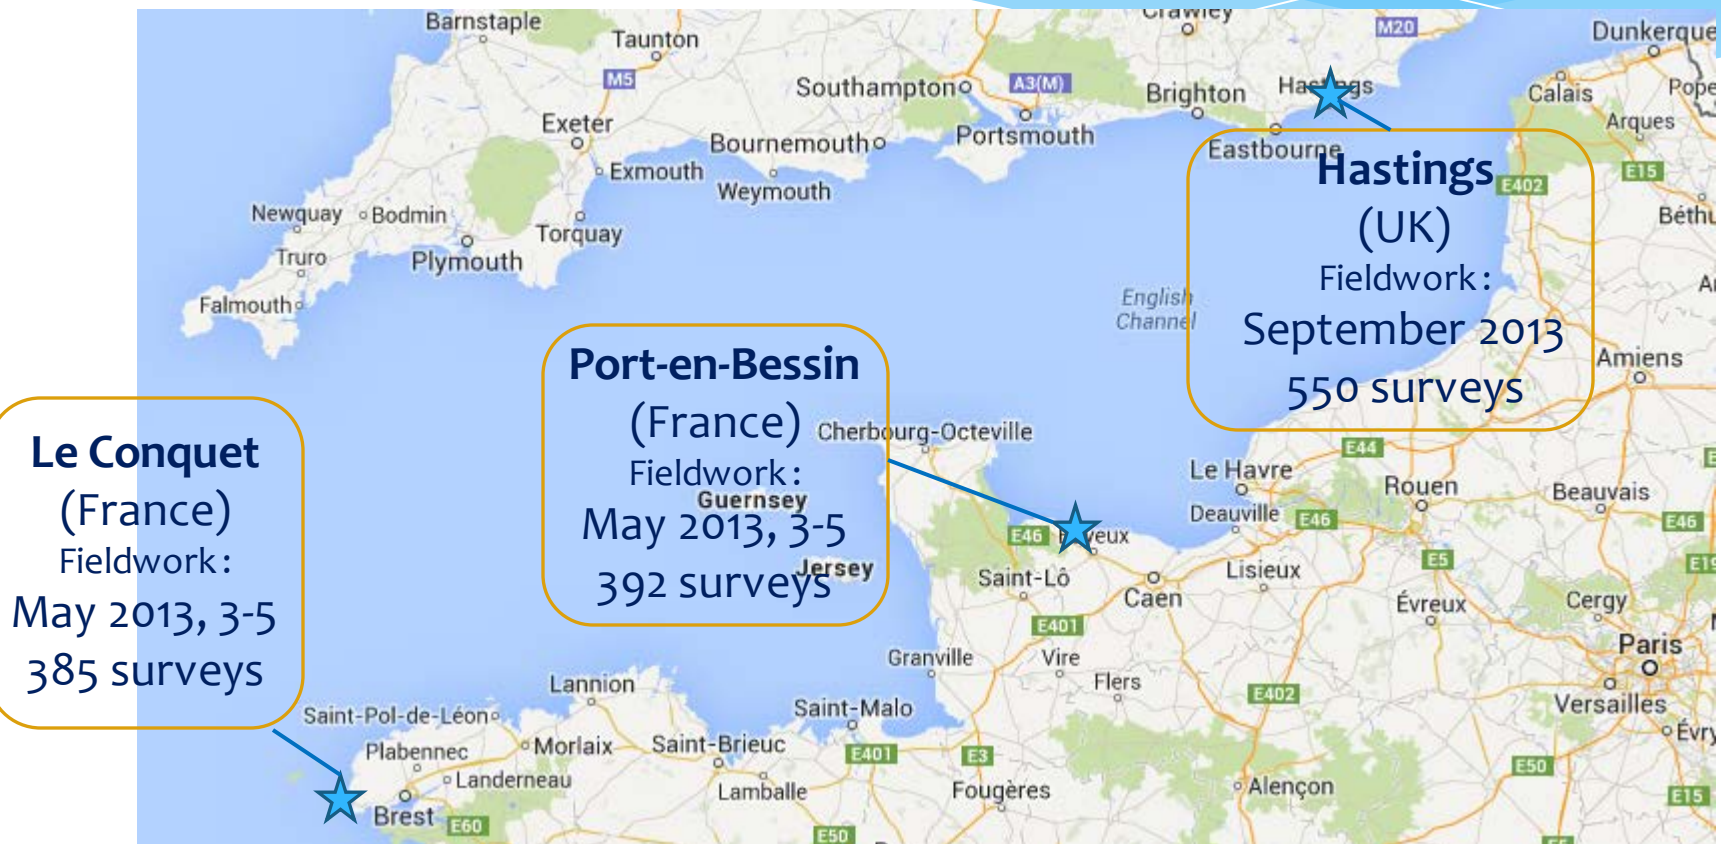 Barnstaple
Taunton
Crawley
M20
Dunkerque
M5
Southampton
A3(M)
Brighton
Hastings
Calais
Exeter
Bournemouth
Portsmouth
Eastbourne
Arques
Exmouth
Weymouth
E402
E15
Newquay
Bodmin
Torquay
Truro
Plymouth
Falmouth
English
Channel
Hastings
(UK)
Fieldwork:
September 2013
550 surveys
Amiens
Port-en-Bessin
(France)
Fieldwork:
May 2013, 3-5
392 surveys
Guernsey
Jersey
Cherbourg-Octeville
Le Conquet
(France)
Fieldwork:
May 2013, 3-5
385 surveys
E44
Le Havre
Rouen
Beauvais
Deauville
E46
E46
E46
Saint-Lô
Caen
Lisieux
E5
Évreux
Cergy
E401
Paris
Granville
Vire
Flers
E402
Versailles
Lannion
Saint-Malo
Saint-Pol-de-Léon
Évry
Plabennec
Morlaix
Saint-Brieuc
E401
E3
E50
Landerneau
Lamballe
Fougères
Alençon
E15
Brest
E60
E50